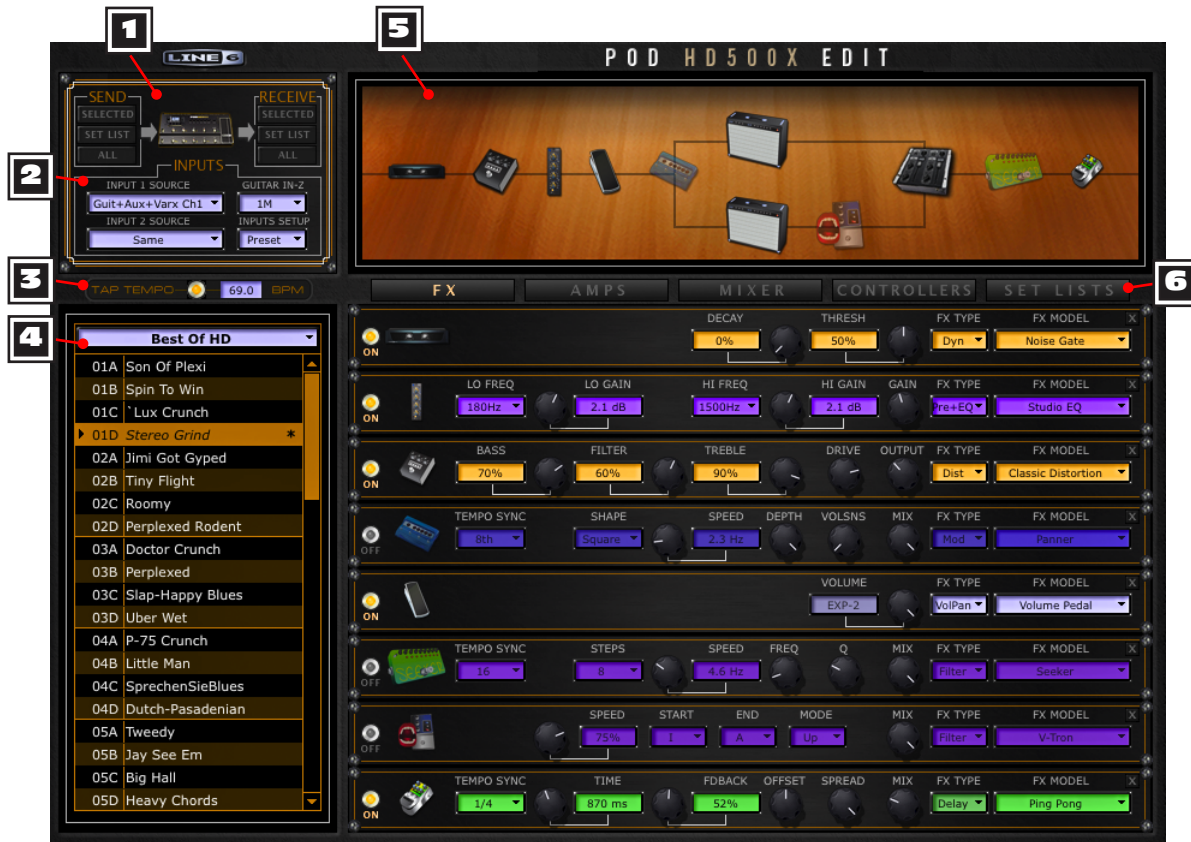 1
5
LINE 6
POD HD500X EDIT
SEND
RECEIVE
SELECTED
SELECTED
SET LIST
SET LIST
ALL
ALL
2
INPUTS
INPUT 1 SOURCE
GUITAR IN-Z
Guit+Aux+Varx Ch1
1M
INPUT 2 SOURCE
INPUTS SETUP
Same
Preset
3
TAP TEMPO
69.0
BPM
FX
AMPS
MIXER
CONTROLLERS
SET LISTS
6
4
Best Of HD
01A Son Of Plexi
01B Spin To Win
01C `Lux Crunch
01D Stereo Grind *
02A Jimi Got Gyped
02B Tiny Flight
02C Roomy
02D Perplexed Rodent
03A Doctor Crunch
03B Perplexed
03C Slap-Happy Blues
03D Uber Wet
04A P-75 Crunch
04B Little Man
04C SprechenSieBlues
04D Dutch-Pasadenian
05A Tweedy
05B Jay See Em
05C Big Hall
05D Heavy Chords
DECAY THRESH FX TYPE FX MODEL X
ON 0% 50% Dyn Noise Gate
LO FREQ LO GAIN HI FREQ HI GAIN GAIN FX TYPE FX MODEL X
ON 180Hz 2.1 dB 1500Hz 2.1 dB Pre+EQ Studio EQ
BASS FILTER TREBLE DRIVE OUTPUT FX TYPE FX MODEL X
ON 70% 60% 90% Dist Classic Distortion
TEMPO SYNC SHAPE SPEED DEPTH VOLSNS MIX FX TYPE FX MODEL X
OFF 8th Square 2.3 Hz Mod Panner
VOLUME FX TYPE FX MODEL X
ON EXP-2 VolPan Volume Pedal
TEMPO SYNC STEPS SPEED FREQ Q MIX FX TYPE FX MODEL X
OFF 16 8 4.6 Hz Filter Seeker
SPEED START END MODE MIX FX TYPE FX MODEL X
OFF 75% I A Up Filter V-Tron
TEMPO SYNC TIME FDBACK OFFSET SPREAD MIX FX TYPE FX MODEL X
ON 1/4 870 ms 52% Delay Ping Pong